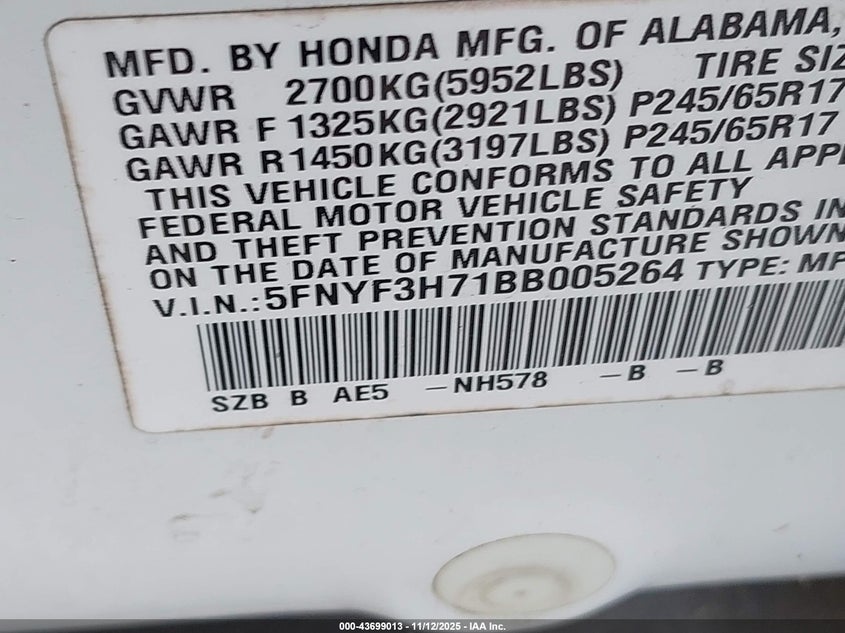 MFD. BY HONDA MFG. OF ALABAMA,
GVWR 2700KG(5952LBS) TIRE SIZ
GAWR F 1325KG(2921LBS) P245/65R17
GAWR R1450KG(3197LBS) P245/65R17
THIS VEHICLE CONFORMS TO ALL APPL
FEDERAL MOTOR VEHICLE SAFETY
AND THEFT PREVENTION STANDARDS IN
ON THE DATE OF MANUFACTURE SHOWN
V.I.N.:5FNYF3H71BB005264 TYPE: MP
SZB B AE5 -NH578 -B -B
000-43699013 - 11/12/2025 - IAA Inc.